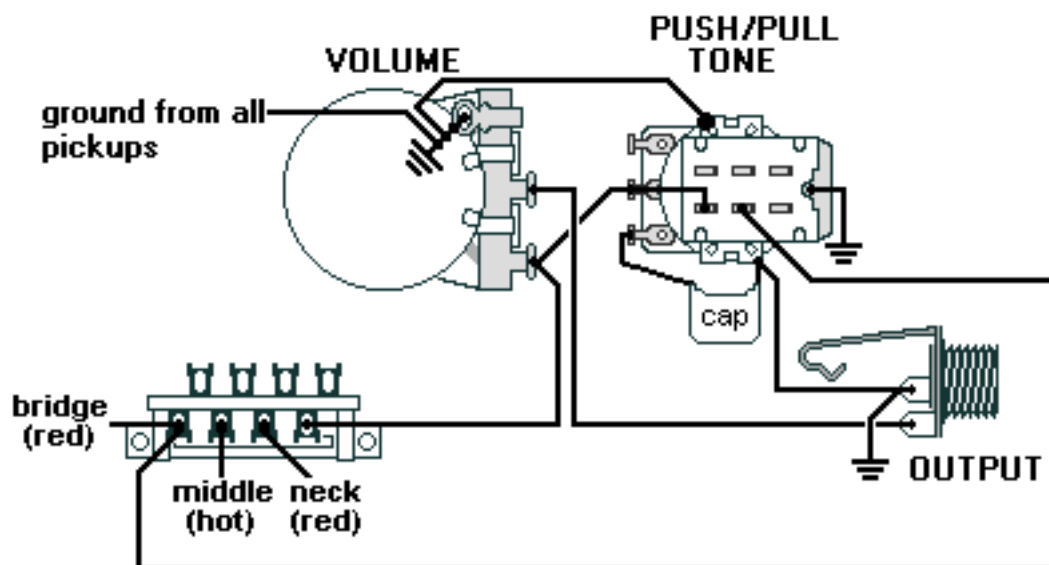 PUSH/PULL
TONE
VOLUME
ground from all
pickups
cap
bridge
(red)
middle
(hot)
neck
(red)
OUTPUT